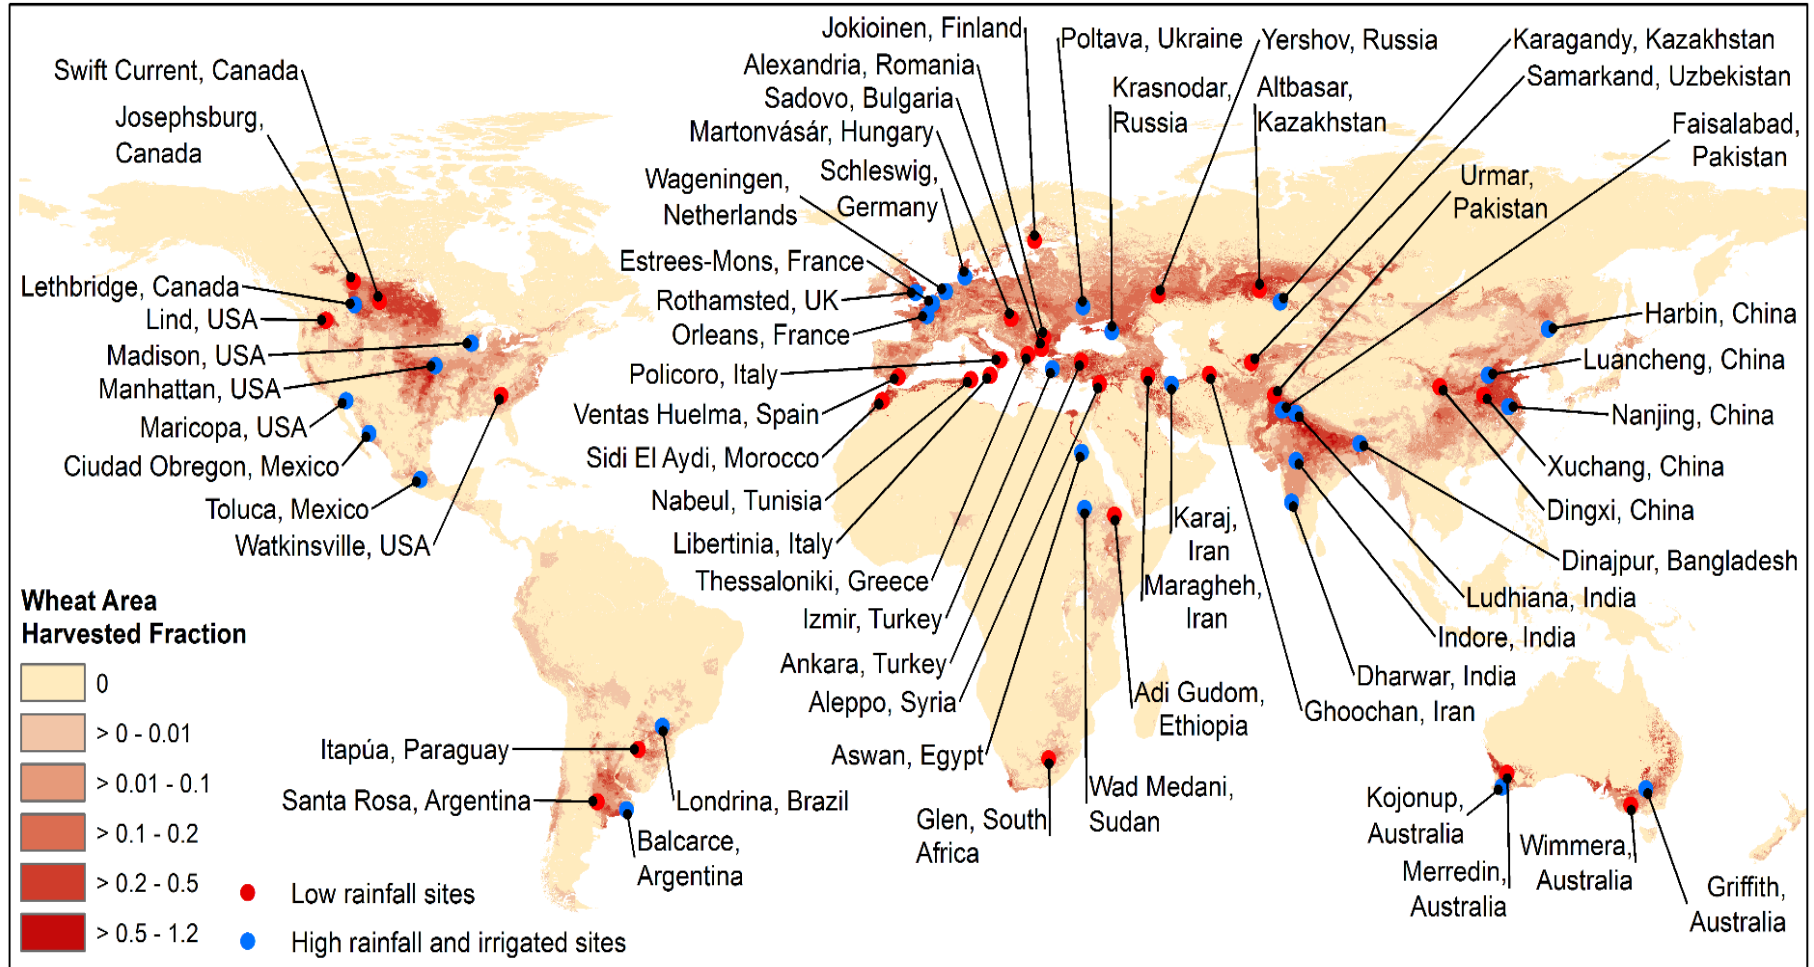 Swift Current, Canada
Josephsburg,
Canada
Lethbridge, Canada
Lind, USA
Madison, USA
Manhattan, USA
Maricopa, USA
Ciudad Obregon, Mexico
Toluca, Mexico
Watkinsville, USA
Jokioinen, Finland
Alexandria, Romania
Sadovo, Bulgaria
Martonvásár, Hungary
Wageningen,
Netherlands
Schleswig,
Germany
Estrees-Mons, France
Rothamsted, UK
Orleans, France
Policoro, Italy
Ventas Huelma, Spain
Sidi El Aydi, Morocco
Nabeul, Tunisia
Libertinia, Italy
Thessaloniki, Greece
Izmir, Turkey
Ankara, Turkey
Aleppo, Syria
Aswan, Egypt
Poltava, Ukraine
Krasnodar,
Russia
Yershov, Russia
Altbasar,
Kazakhstan
Karagandy, Kazakhstan
Samarkand, Uzbekistan
Faisalabad,
Pakistan
Urmar,
Pakistan
Harbin, China
Luancheng, China
Nanjing, China
Xuchang, China
Dingxi, China
Dinajpur, Bangladesh
Ludhiana, India
Indore, India
Dharwar, India
Ghoochan, Iran
Karaj,
Iran
Maragheh,
Iran
Adi Gudom,
Ethiopia
Wad Medani,
Sudan
Glen, South
Africa
Itapúa, Paraguay
Santa Rosa, Argentina
Londrina, Brazil
Balcarce,
Argentina
Kojonup,
Australia
Merredin,
Australia
Wimmera,
Australia
Griffith,
Australia
Wheat Area
Harvested Fraction
0
> 0 - 0.01
> 0.01 - 0.1
> 0.1 - 0.2
> 0.2 - 0.5
> 0.5 - 1.2
Low rainfall sites
High rainfall and irrigated sites